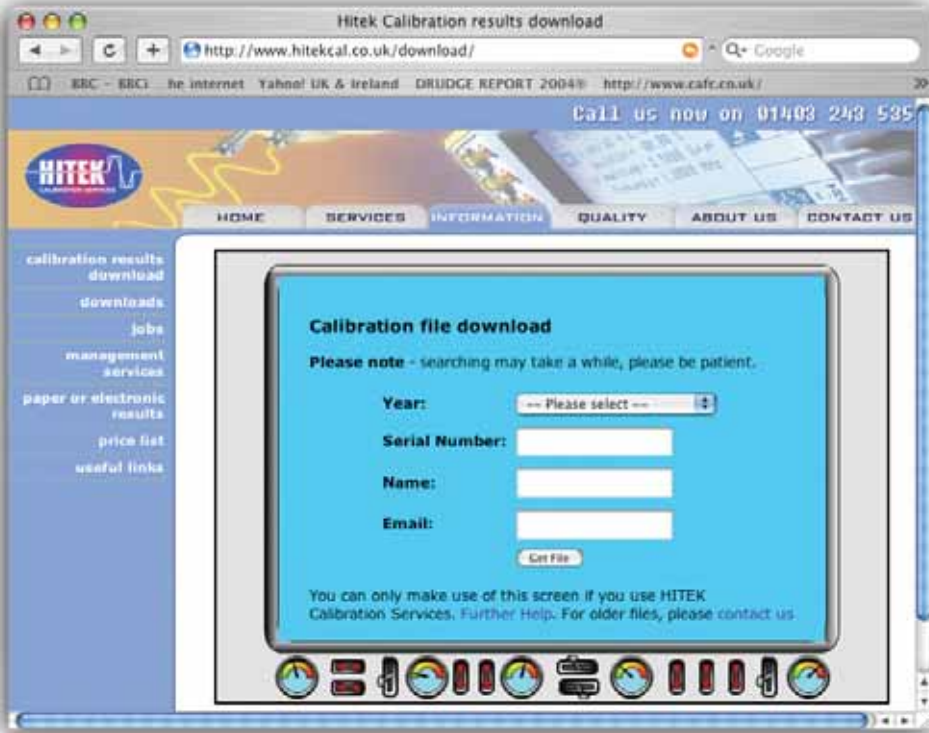 Hitek Calibration results download
http://www.hitekcal.co.uk/download/
Google
BBC - BBCi he internet Yahoo! UK & Ireland DRUDGE REPORT 2004® http://www.cafc.co.uk/
Call us now on 01403 243 535
HITEK
CALIBRATION SERVICES
HOME SERVICES INFORMATION QUALITY ABOUT US CONTACT US
calibration results
download
downloads
jobs
management
services
paper or electronic
results
price list
useful links
Calibration file download
Please note - searching may take a while, please be patient.
Year: -- Please select --
Serial Number:
Name:
Email:
Get File
You can only make use of this screen if you use HITEK
Calibration Services. Further Help. For older files, please contact us